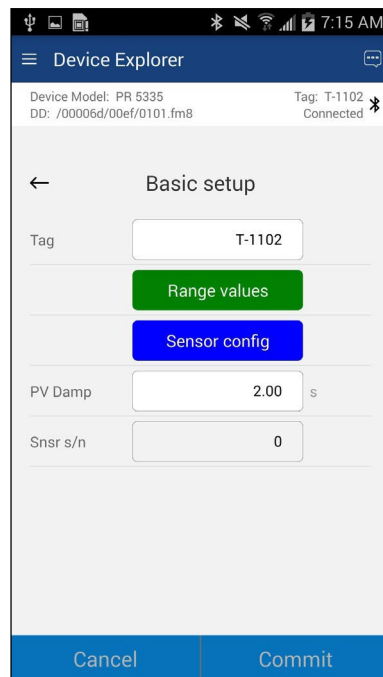 7:15 AM
Device Explorer
Device Model: PR 5335
Tag: T-1102
DD: /00006d/00ef/0101.fm8
Connected
Basic setup
Tag
T-1102
Range values
Sensor config
PV Damp
2.00
s
Snsr s/n
0
Cancel
Commit